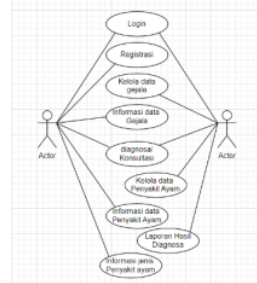 Login
Registrasi
Kelola data
gejala
Informasi data
Gejala
diagnosa/
Konsultasi
Actor
Actor
Kelola data
Penyakit Ayam
Informasi data
Penyakit Ayam
Laporan Hasil
Diagnosa
Informasi jenis
Penyakit ayam